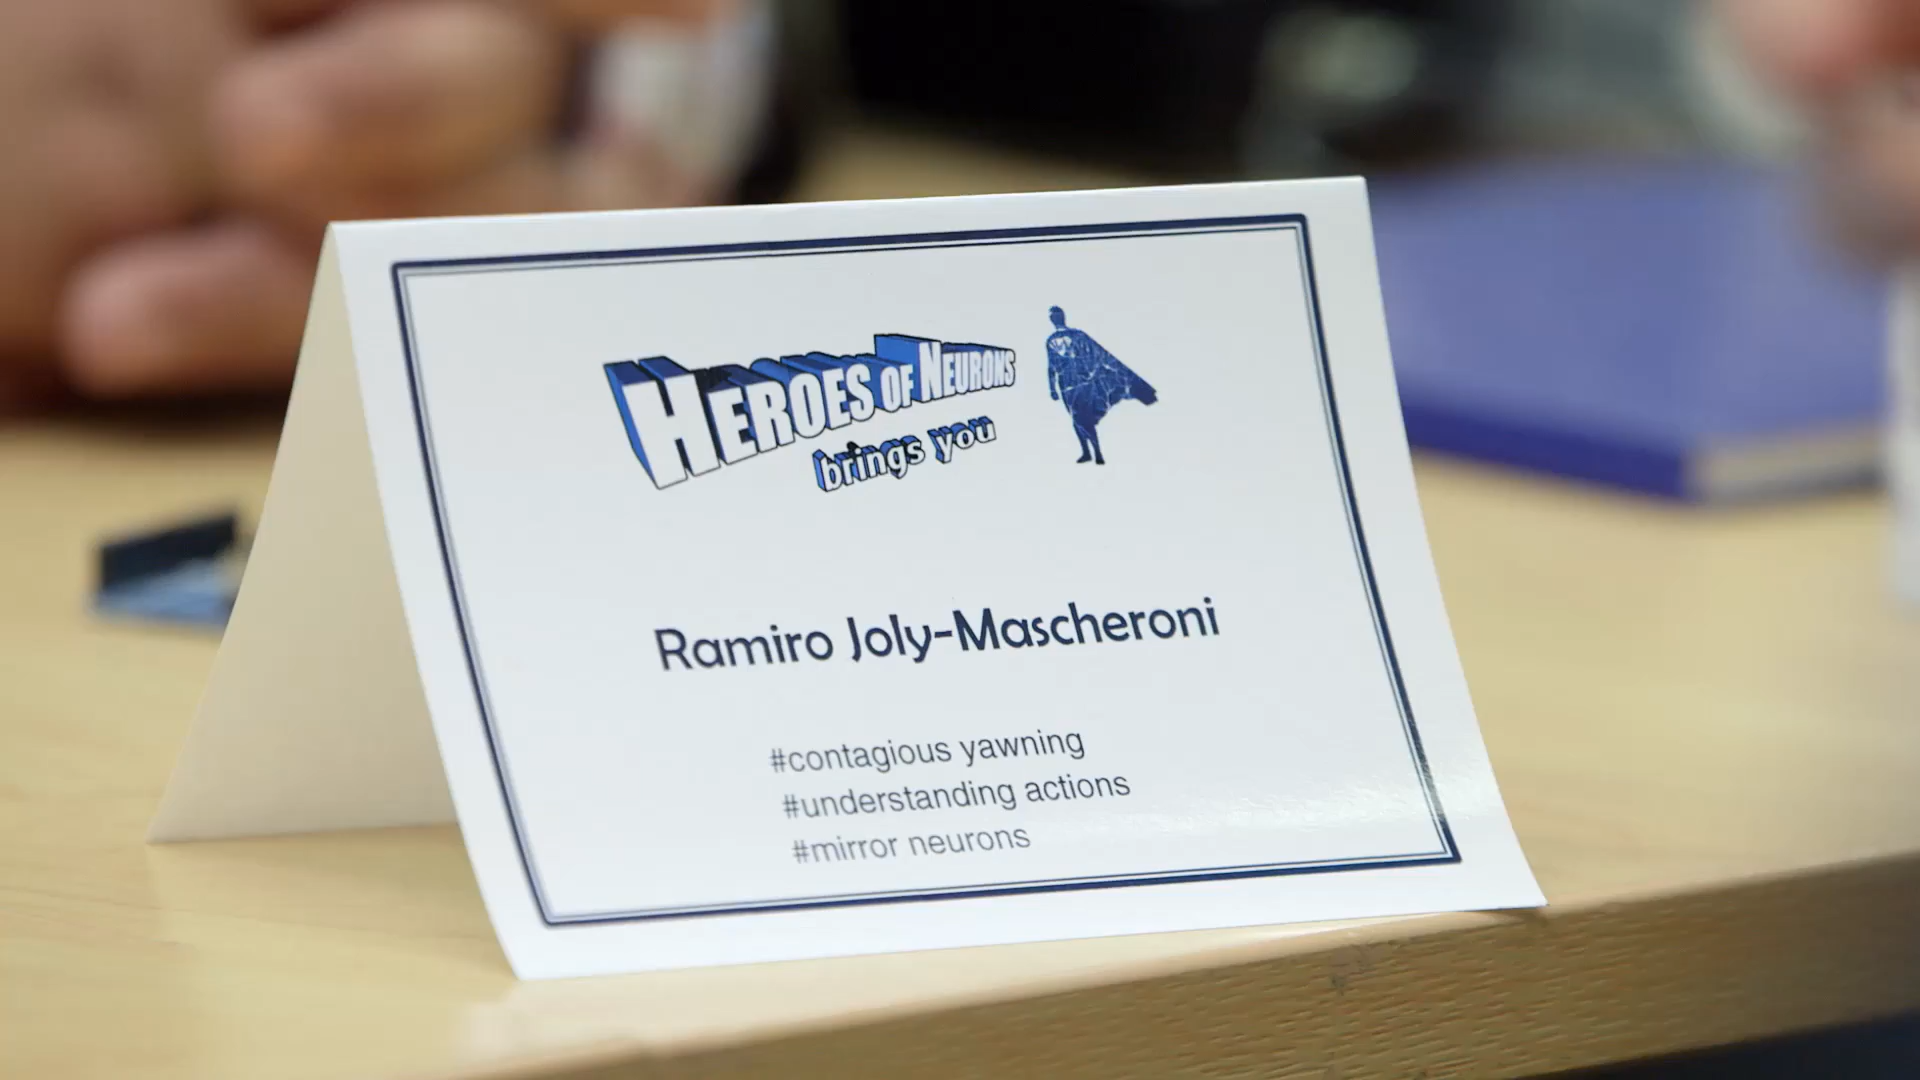 HEROES OF NEURONS
brings you
Ramiro Joly-Mascheroni
#contagious yawning
#understanding actions
#mirror neurons